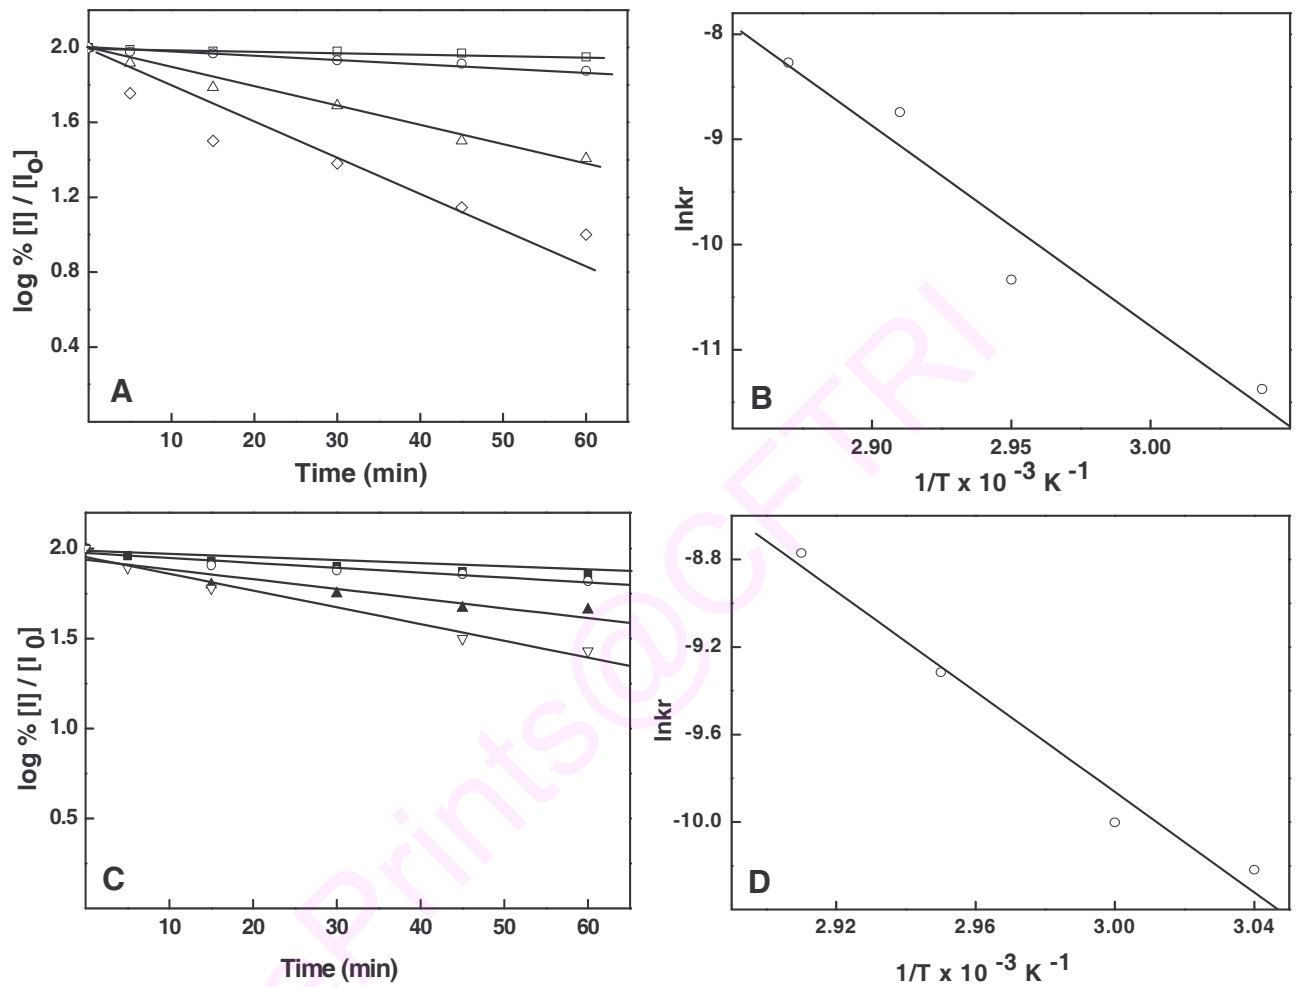 2.0
1.6
1.2
0.8
0.4
log % [I] / [Io]
A
10 20 30 40 50 60
Time (min)
-8
-9
-10
-11
lnkr
B
2.90 2.95 3.00
1/T x 10 -3 K -1
2.0
1.5
1.0
0.5
log % [I] / [I 0]
C
10 20 30 40 50 60
Time (min)
-8.8
-9.2
-9.6
-10.0
lnkr
D
2.92 2.96 3.00 3.04
1/T x 10 -3 K -1
ePrints@CFTRI